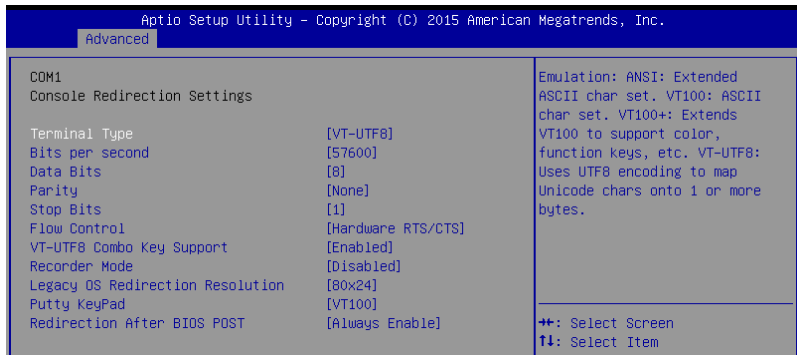 Aptio Setup Utility – Copyright (C) 2015 American Megatrends, Inc.
Advanced
COM1
Console Redirection Settings
Terminal Type [VT-UTF8]
Bits per second [57600]
Data Bits [8]
Parity [None]
Stop Bits [1]
Flow Control [Hardware RTS/CTS]
VT-UTF8 Combo Key Support [Enabled]
Recorder Mode [Disabled]
Legacy OS Redirection Resolution [80x24]
Putty KeyPad [VT100]
Redirection After BIOS POST [Always Enable]
Emulation: ANSI: Extended
ASCII char set. VT100: ASCII
char set. VT100+: Extends
VT100 to support color,
function keys, etc. VT-UTF8:
Uses UTF8 encoding to map
Unicode chars onto 1 or more
bytes.
→←: Select Screen
↑↓: Select Item